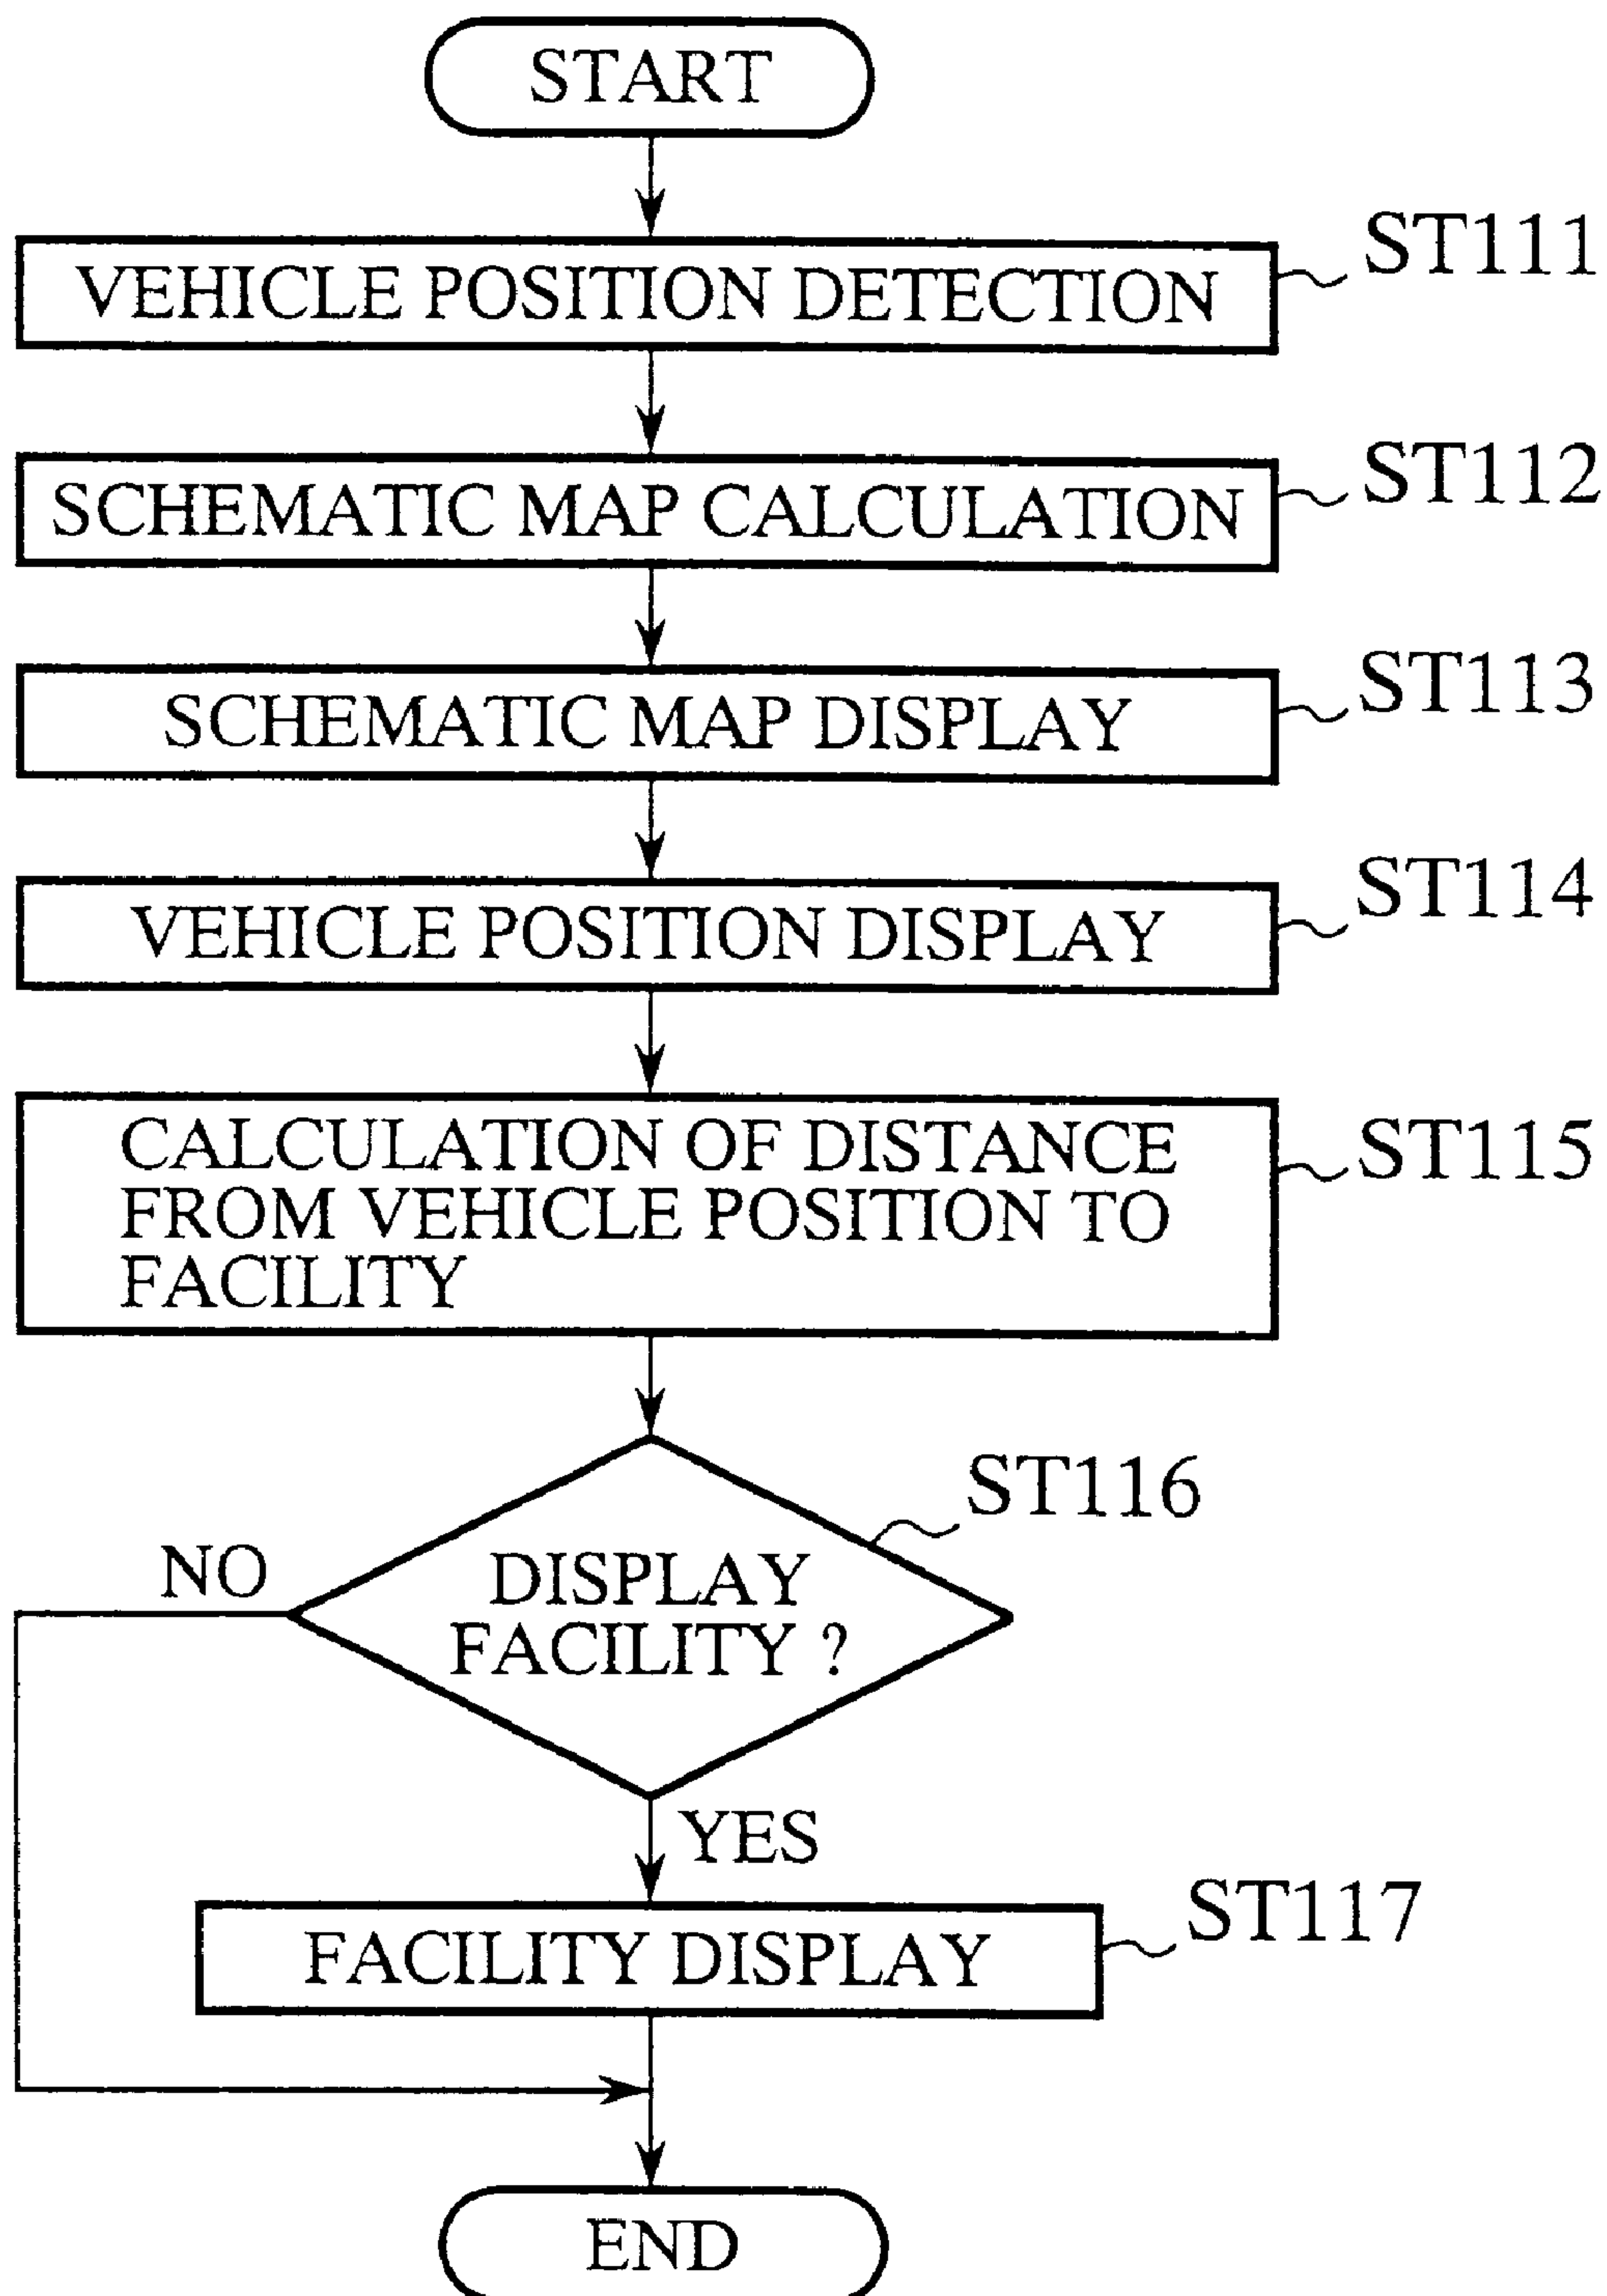 START
VEHICLE POSITION DETECTION
ST111
SCHEMATIC MAP CALCULATION
ST112
SCHEMATIC MAP DISPLAY
ST113
VEHICLE POSITION DISPLAY
ST114
CALCULATION OF DISTANCE
FROM VEHICLE POSITION TO
FACILITY
ST115
ST116
NO
DISPLAY
FACILITY ?
YES
ST117
FACILITY DISPLAY
END